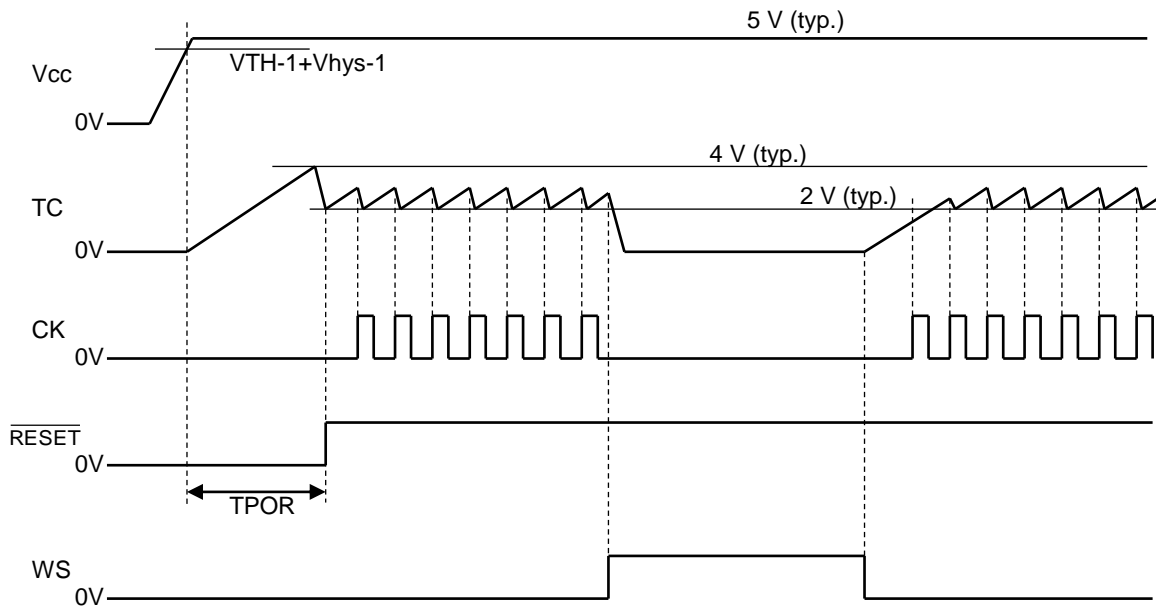 5 V (typ.)
VTH-1+Vhys-1
Vcc
0V
4 V (typ.)
TC
2 V (typ.)
0V
CK
0V
RESET
0V
TPOR
WS
0V